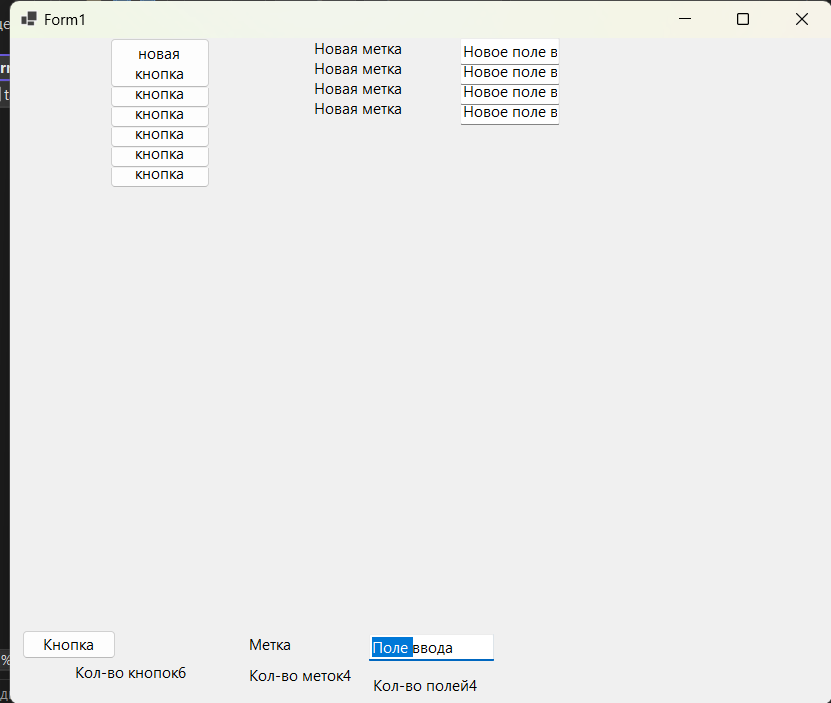 Form1
новая
кнопка
кнопка
кнопка
кнопка
кнопка
кнопка
Новая метка
Новая метка
Новая метка
Новая метка
Новое поле в
Новое поле в
Новое поле в
Новое поле в
Кнопка
Метка
Поле ввода
Кол-во кнопок6
Кол-во меток4
Кол-во полей4
%